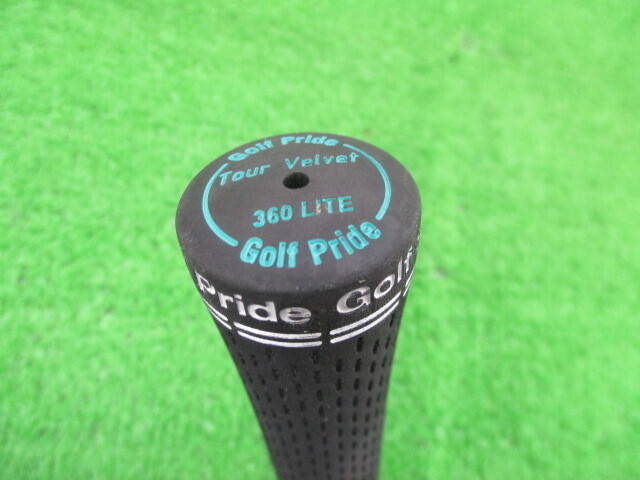 Golf Pride
Tour Velvet
360 LITE
Golf Pride
Pride Golf